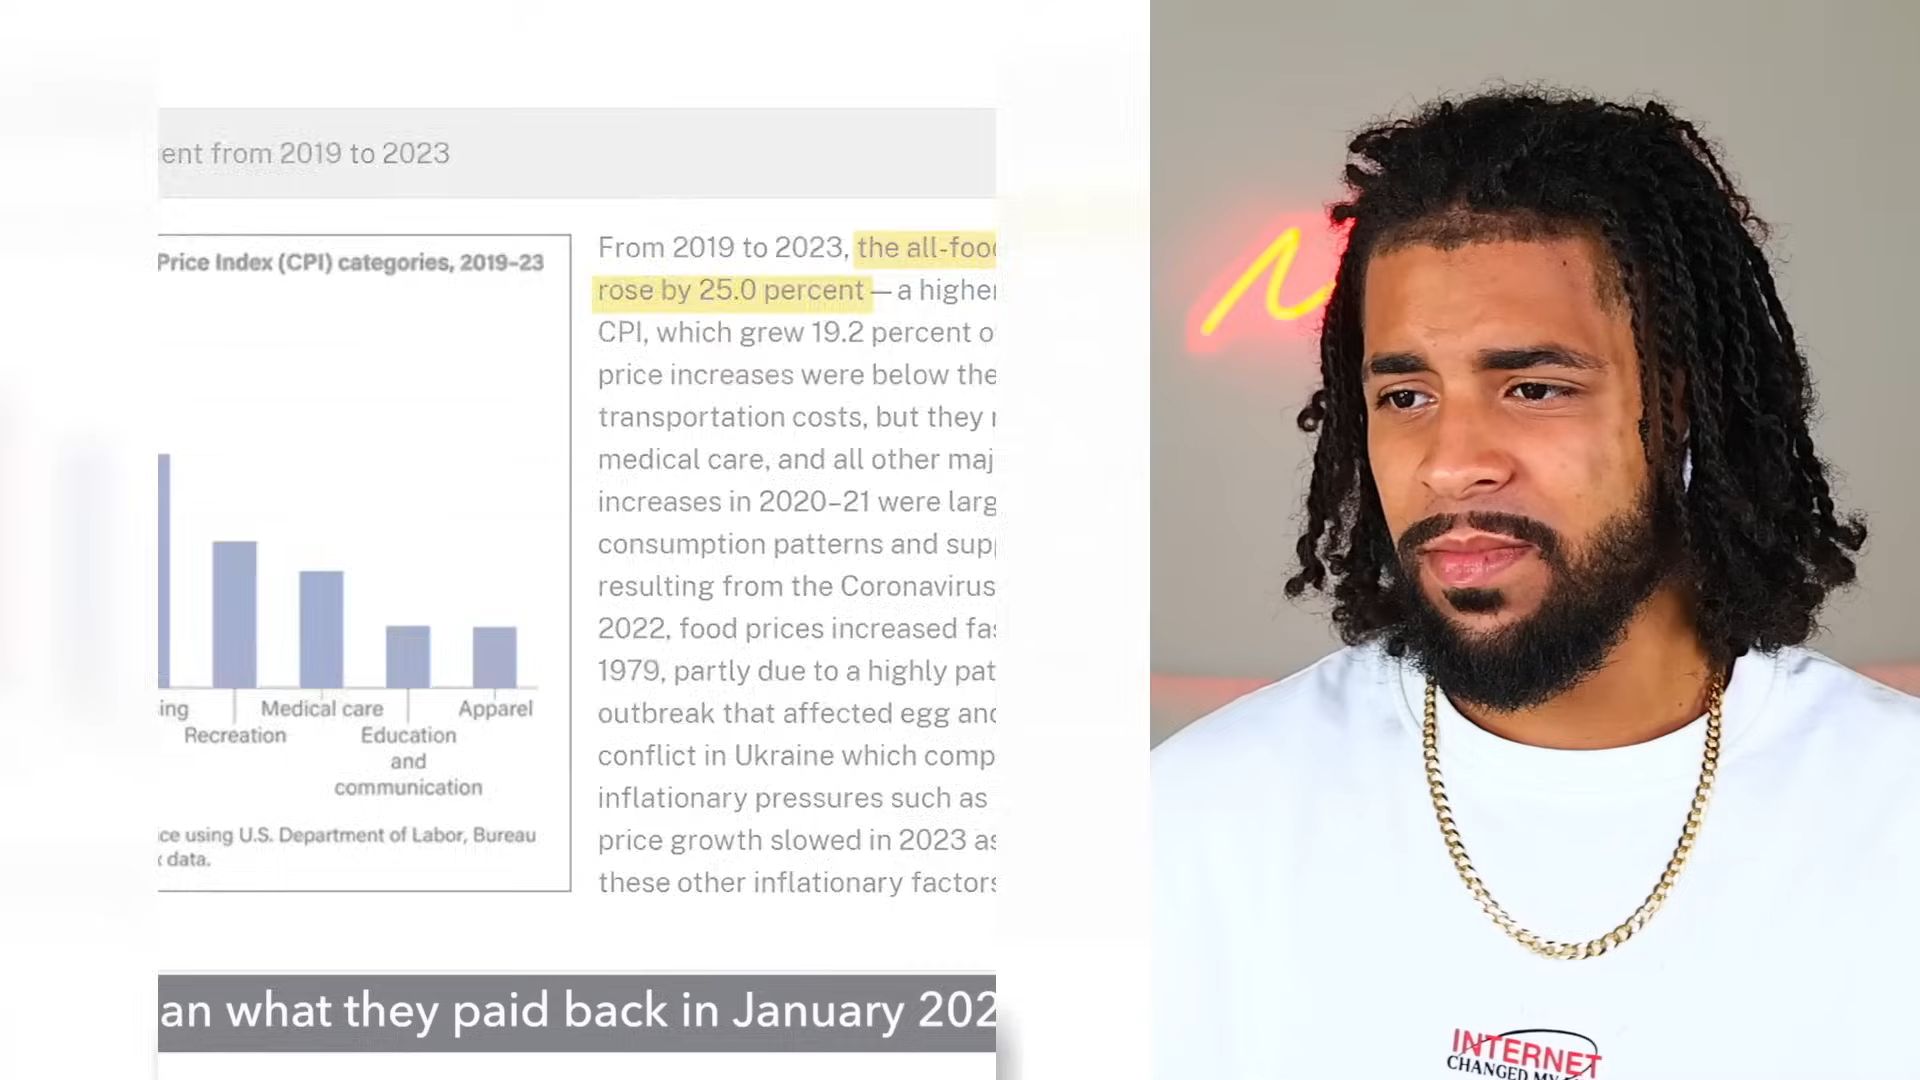 ent from 2019 to 2023
Price Index (CPI) categories, 2019–23
ing
Medical care
Apparel
Recreation
Education
and
communication
ce using U.S. Department of Labor, Bureau
data.
From 2019 to 2023, the all-food
rose by 25.0 percent — a higher
CPI, which grew 19.2 percent o
price increases were below the
transportation costs, but they r
medical care, and all other maj
increases in 2020–21 were larg
consumption patterns and sup
resulting from the Coronavirus
2022, food prices increased fas
1979, partly due to a highly pat
outbreak that affected egg and
conflict in Ukraine which comp
inflationary pressures such as
price growth slowed in 2023 as
these other inflationary factors
an what they paid back in January 202
INTERNET
CHANGED MY